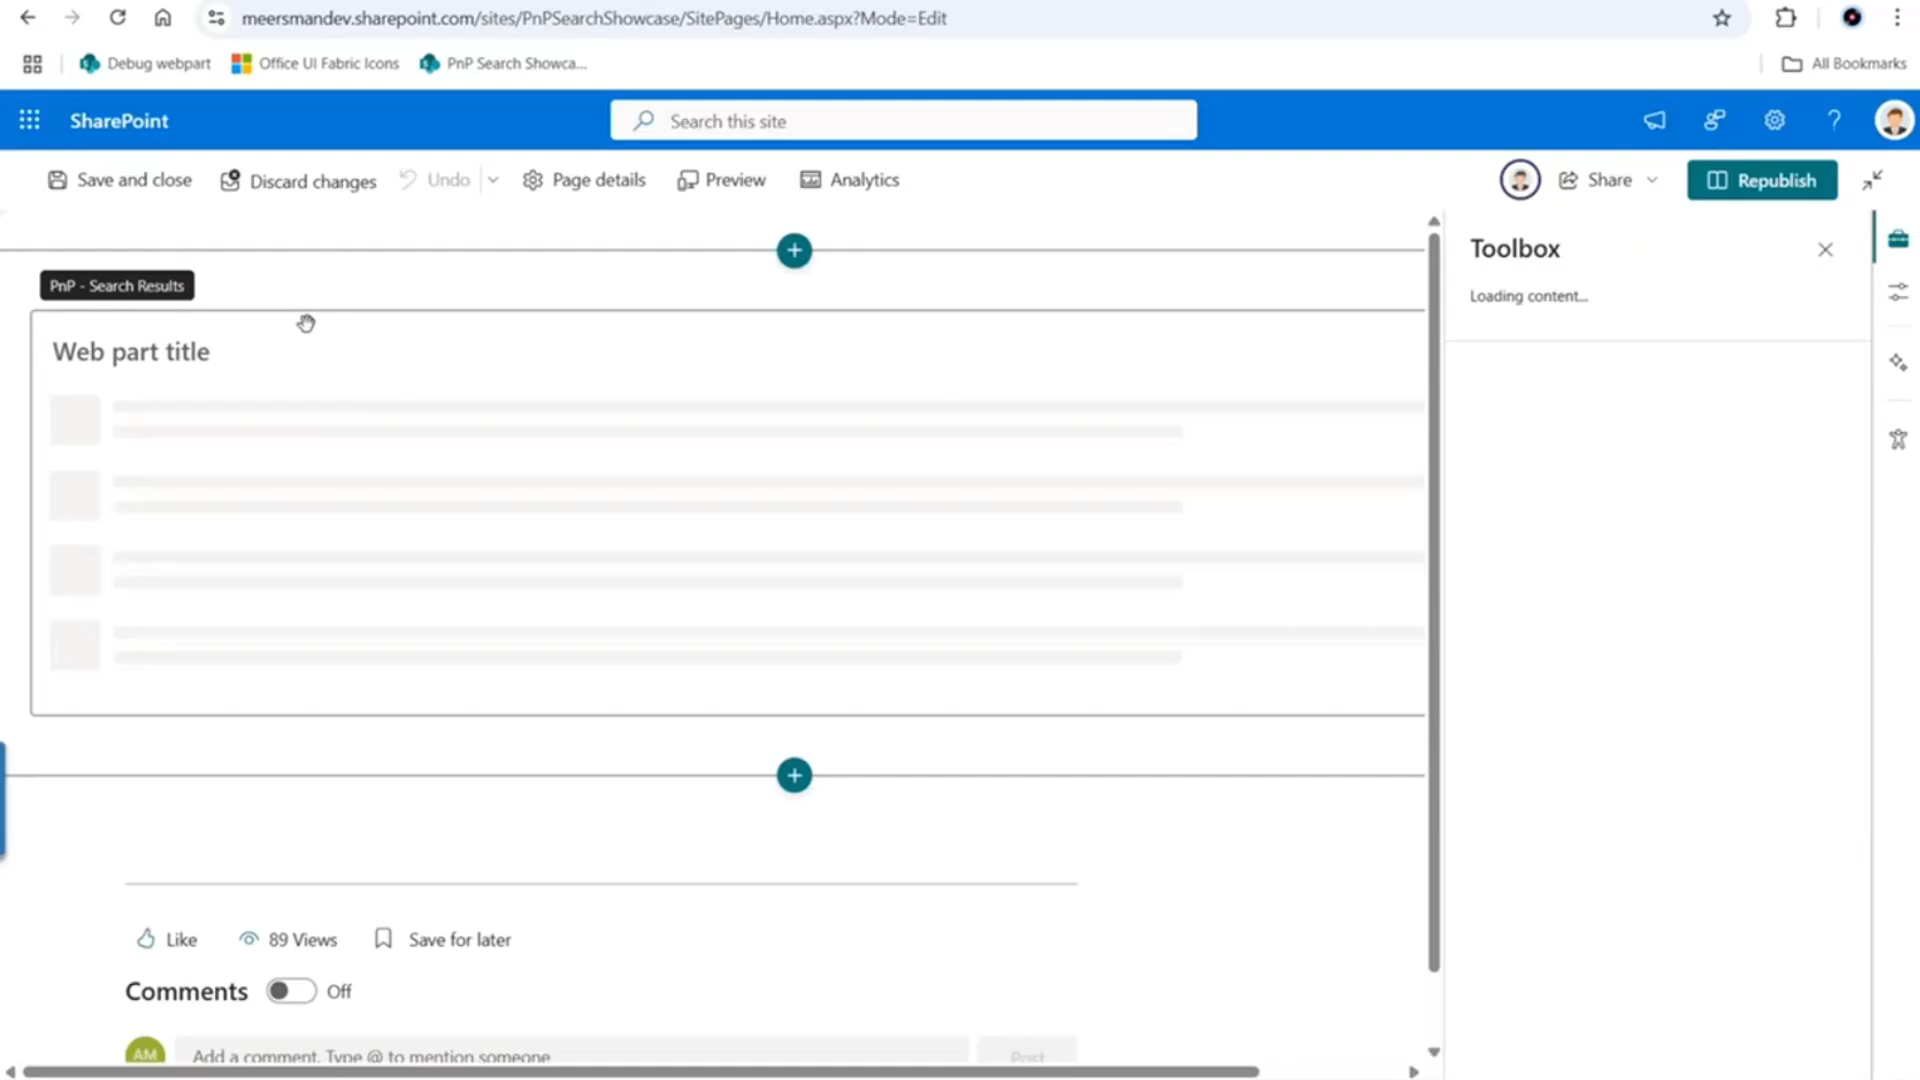 meersmandev.sharepoint.com/sites/PnPSearchShowcase/SitePages/Home.aspx?Mode=Edit
Debug webpart
Office UI Fabric Icons
PnP Search Showca...
All Bookmarks
SharePoint
Search this site
Save and close
Discard changes
Undo
Page details
Preview
Analytics
Share
Republish
Toolbox
Loading content...
PnP - Search Results
Web part title
Like
89 Views
Save for later
Comments
Off
AM
Add a comment. Type @ to mention someone
Post